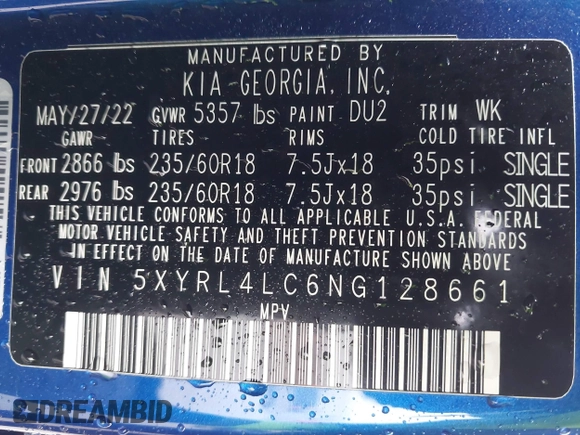 MANUFACTURED BY
KIA GEORGIA, INC.
MAY/27/22 GVWR 5357 lbs PAINT DU2 TRIM WK
GAWR TIRES RIMS COLD TIRE INFL
FRONT 2866 lbs 235/60R18 7.5Jx18 35psi SINGLE
REAR 2976 lbs 235/60R18 7.5Jx18 35psi SINGLE
THIS VEHICLE CONFORMS TO ALL APPLICABLE U.S.A. FEDERAL
MOTOR VEHICLE SAFETY AND THEFT PREVENTION STANDARDS
IN EFFECT ON THE DATE OF MANUFACTURE SHOWN ABOVE
VIN 5XYRL4LC6NG128661
MPV
DREAMBID